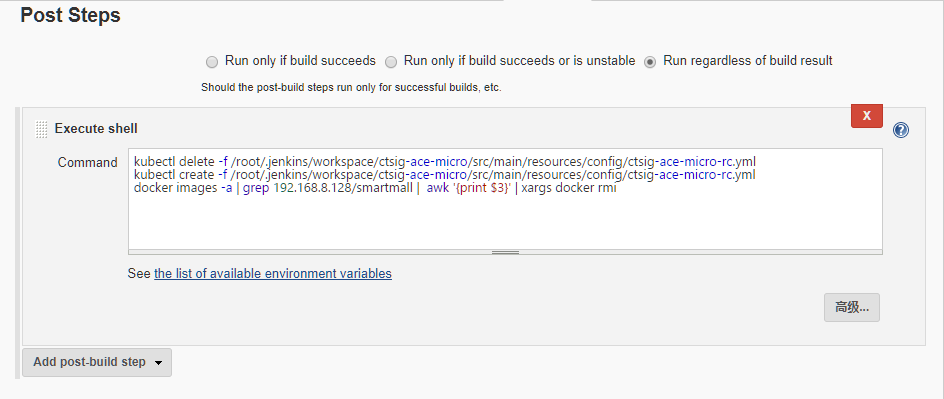 Post Steps
Run only if build succeeds Run only if build succeeds or is unstable Run regardless of build result
Should the post-build steps run only for successful builds, etc.
X
?
Execute shell
Command
kubectl delete -f /root/.jenkins/workspace/ctsig-ace-micro/src/main/resources/config/ctsig-ace-micro-rc.yml
kubectl create -f /root/.jenkins/workspace/ctsig-ace-micro/src/main/resources/config/ctsig-ace-micro-rc.yml
docker images -a | grep 192.168.8.128/smartmall | awk '{print $3}' | xargs docker rmi
See the list of available environment variables
高级...
Add post-build step